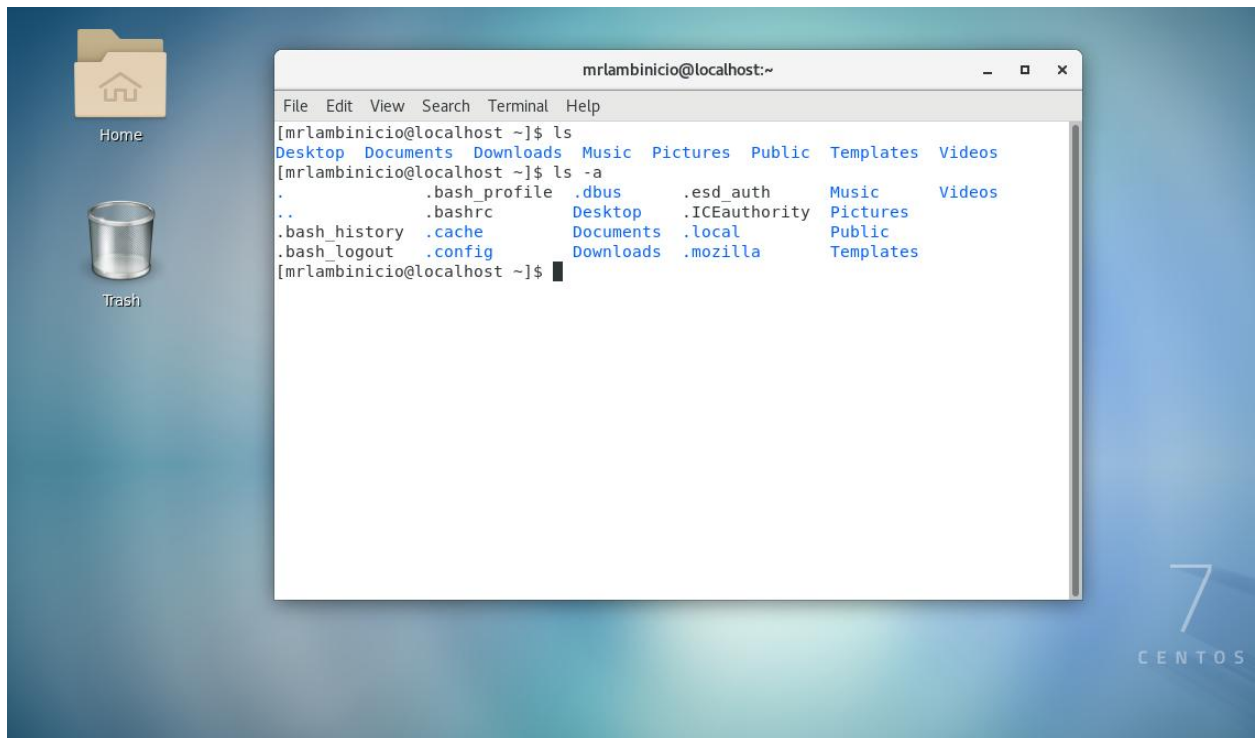 Home
Trash
mrlambinicio@localhost:~
File Edit View Search Terminal Help
[mrlambinicio@localhost ~]$ ls
Desktop Documents Downloads Music Pictures Public Templates Videos
[mrlambinicio@localhost ~]$ ls -a
. .bash_profile .dbus .esd_auth Music Videos
.. .bashrc Desktop .ICEauthority Pictures
.bash_history .cache Documents .local Public
.bash_logout .config Downloads .mozilla Templates
[mrlambinicio@localhost ~]$
7
CENTOS